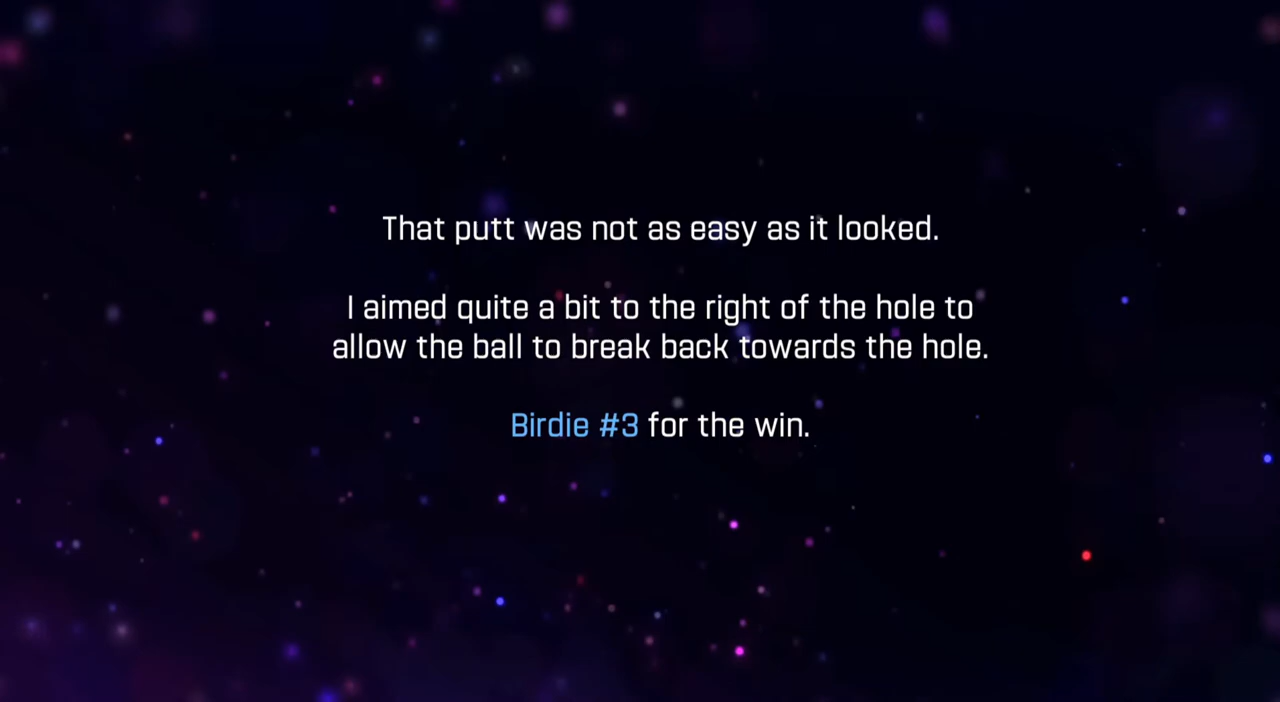 That putt was not as easy as it looked.
I aimed quite a bit to the right of the hole to
allow the ball to break back towards the hole.
Birdie #3 for the win.